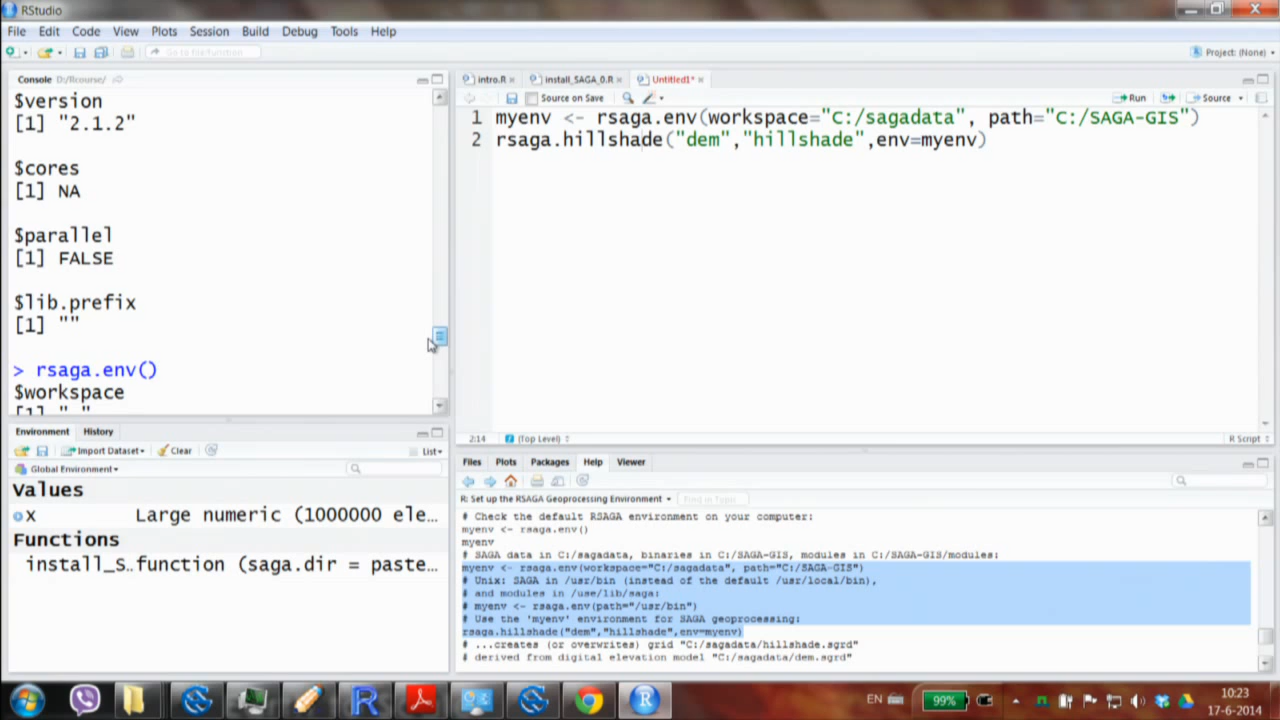 RStudio
File Edit Code View Plots Session Build Debug Tools Help
Go to file/function
Project: (None)
Console D:/Rcourse/
$version
[1] "2.1.2"
$cores
[1] NA
$parallel
[1] FALSE
$lib.prefix
[1] ""
> rsaga.env()
$workspace
[1] "."
intro.R
install_SAGA_0.R
Untitled1*
Source on Save
Run
Source
1 myenv <- rsaga.env(workspace="C:/sagadata", path="C:/SAGA-GIS")
2 rsaga.hillshade("dem","hillshade",env=myenv)
2:14 (Top Level) R Script
Environment History
Import Dataset Clear List
Global Environment
Values
x Large numeric (1000000 ele…
Functions
install_S… function (saga.dir = paste…
Files Plots Packages Help Viewer
R: Set up the RSAGA Geoprocessing Environment Find in Topic
# Check the default RSAGA environment on your computer:
myenv <- rsaga.env()
myenv
# SAGA data in C:/sagadata, binaries in C:/SAGA-GIS, modules in C:/SAGA-GIS/modules:
myenv <- rsaga.env(workspace="C:/sagadata", path="C:/SAGA-GIS")
# Unix: SAGA in /usr/bin (instead of the default /usr/local/bin),
# and modules in /use/lib/saga:
# myenv <- rsaga.env(path="/usr/bin")
# Use the 'myenv' environment for SAGA geoprocessing:
rsaga.hillshade("dem","hillshade",env=myenv)
# ...creates (or overwrites) grid "C:/sagadata/hillshade.sgrd"
# derived from digital elevation model "C:/sagadata/dem.sgrd"
EN
99%
10:23
17-6-2014